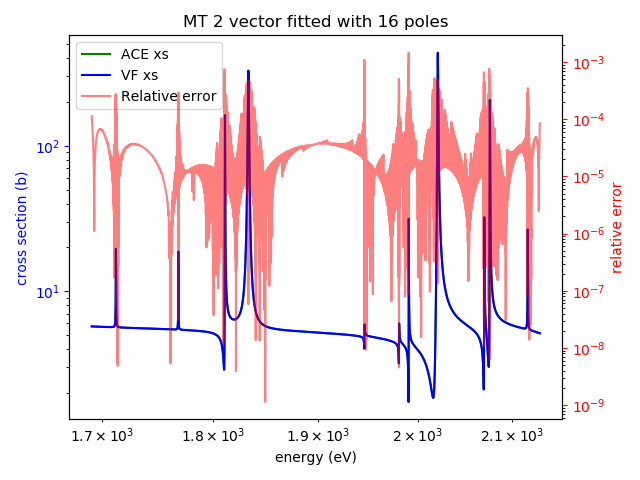 MT 2 vector fitted with 16 poles
ACE xs
VF xs
Relative error
cross section (b)
10²
10¹
relative error
10⁻³
10⁻⁴
10⁻⁵
10⁻⁶
10⁻⁷
10⁻⁸
10⁻⁹
1.7 × 10³
1.8 × 10³
1.9 × 10³
2 × 10³
2.1 × 10³
energy (eV)